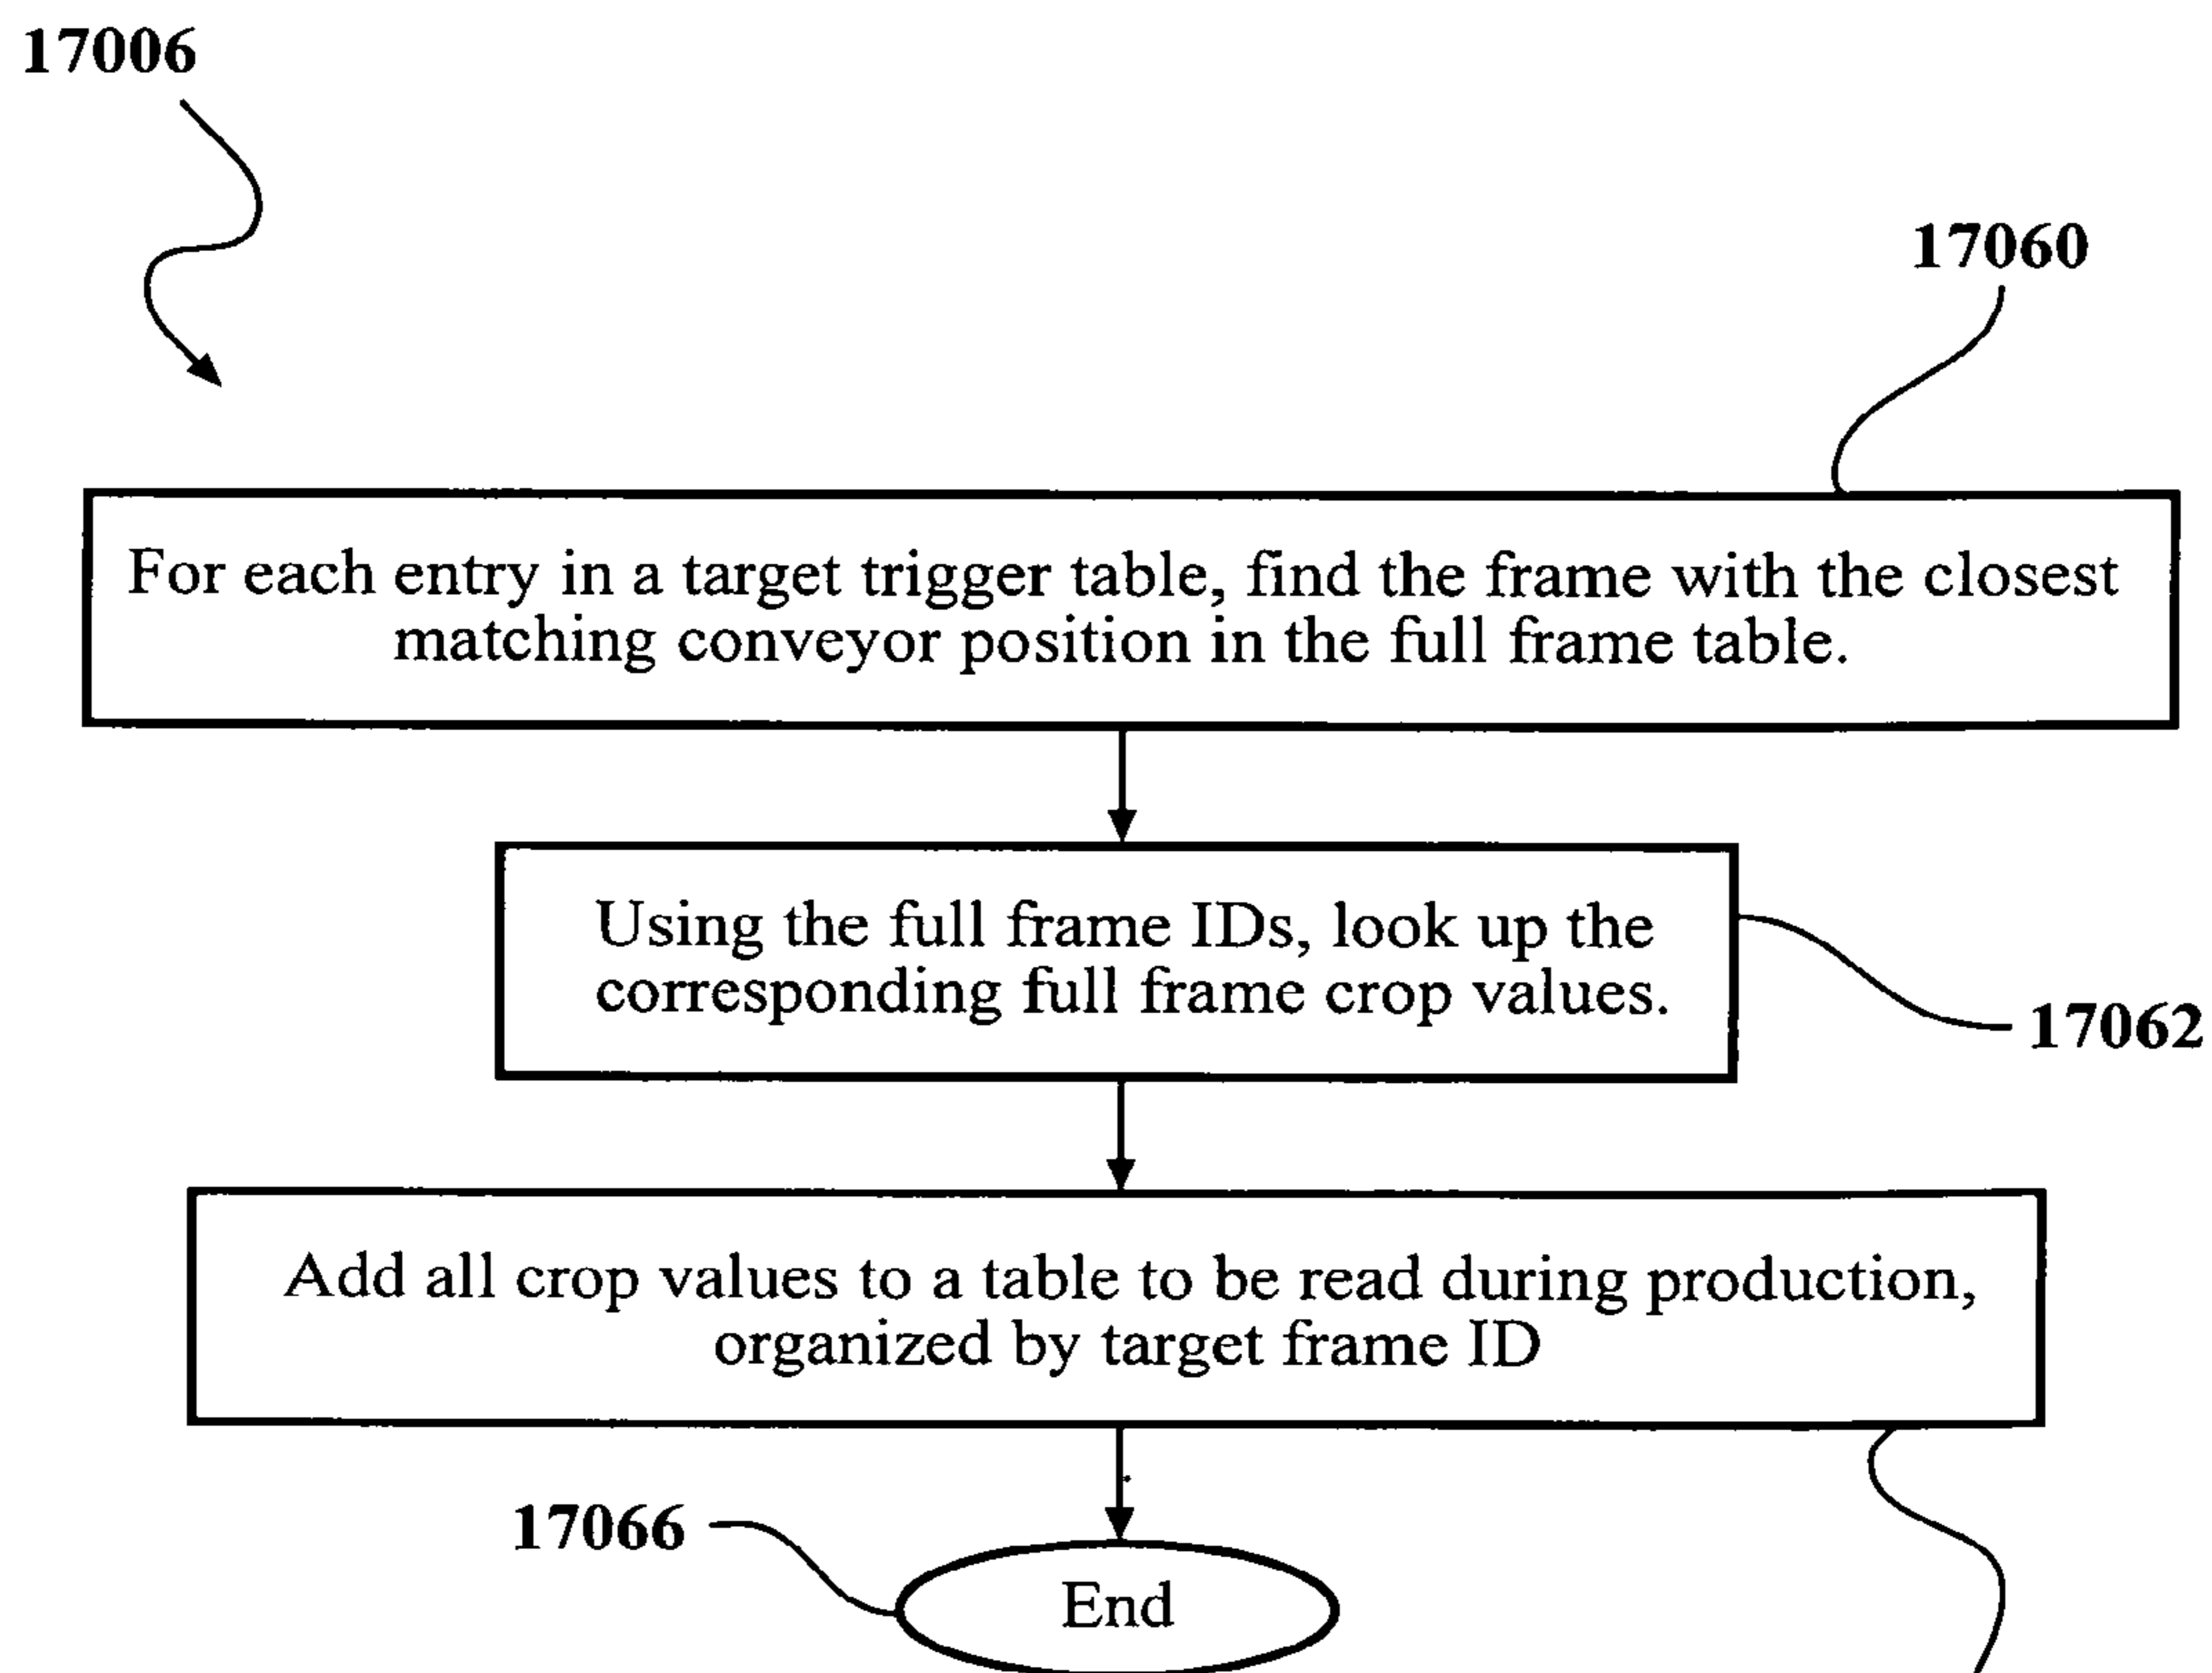 17006
17060
For each entry in a target trigger table, find the frame with the closest
matching conveyor position in the full frame table.
Using the full frame IDs, look up the
corresponding full frame crop values.
17062
Add all crop values to a table to be read during production,
organized by target frame ID
17066
End